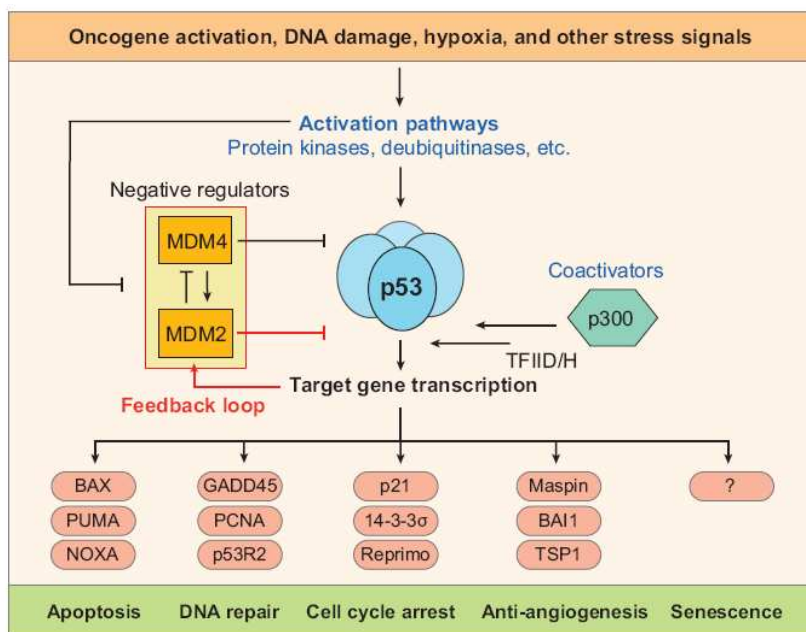 Oncogene activation, DNA damage, hypoxia, and other stress signals
Activation pathways
Protein kinases, deubiquitinases, etc.
Negative regulators
MDM4
MDM2
p53
Coactivators
p300
TFIID/H
Target gene transcription
Feedback loop
BAX
PUMA
NOXA
GADD45
PCNA
p53R2
p21
14-3-3σ
Reprimo
Maspin
BAI1
TSP1
?
Apoptosis
DNA repair
Cell cycle arrest
Anti-angiogenesis
Senescence